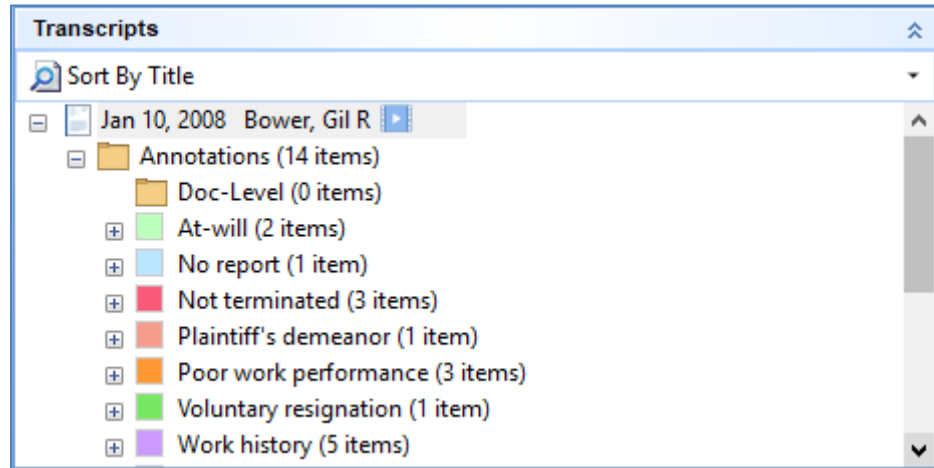 Transcripts
Sort By Title
Jan 10, 2008 Bower, Gil R
Annotations (14 items)
Doc-Level (0 items)
At-will (2 items)
No report (1 item)
Not terminated (3 items)
Plaintiff's demeanor (1 item)
Poor work performance (3 items)
Voluntary resignation (1 item)
Work history (5 items)